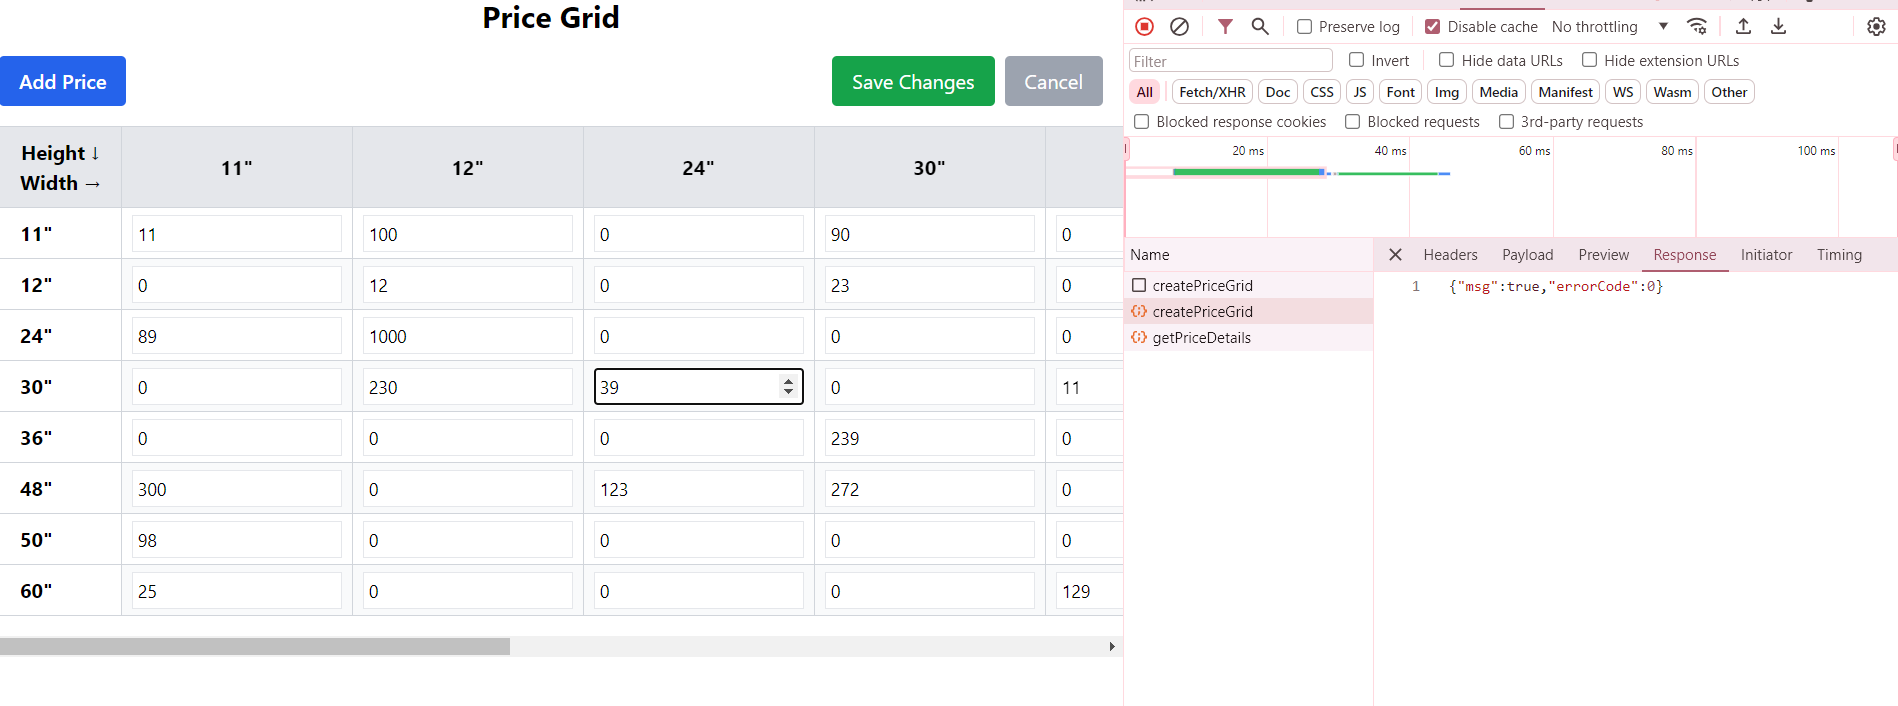 Price Grid
Add Price
Save Changes
Cancel
Height ↓
Width →
11" 12" 24" 30"
11" 11 100 0 90 0
12" 0 12 0 23 0
24" 89 1000 0 0 0
30" 0 230 39 0 11
36" 0 0 0 239 0
48" 300 0 123 272 0
50" 98 0 0 0 0
60" 25 0 0 0 129
Preserve log Disable cache No throttling
Filter Invert Hide data URLs Hide extension URLs
All Fetch/XHR Doc CSS JS Font Img Media Manifest WS Wasm Other
Blocked response cookies Blocked requests 3rd-party requests
20 ms 40 ms 60 ms 80 ms 100 ms
Name
createPriceGrid
createPriceGrid
getPriceDetails
Headers Payload Preview Response Initiator Timing
1 {"msg":true,"errorCode":0}